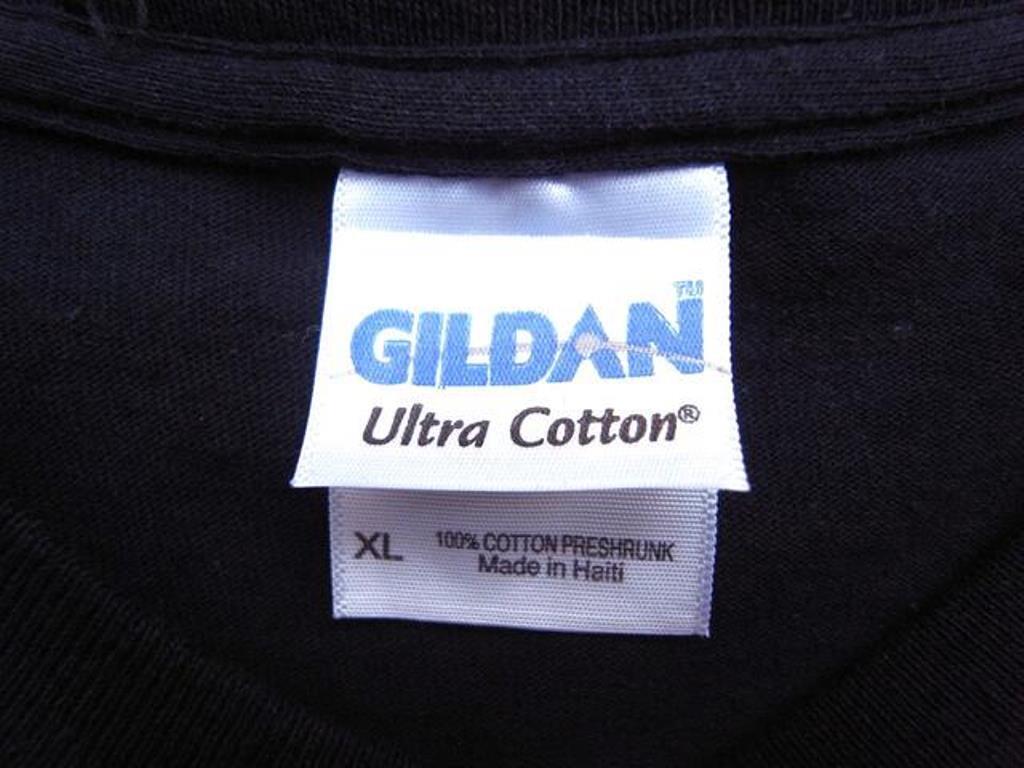 GILDAN™
Ultra Cotton®
XL 100% COTTON PRESHRUNK
Made in Haiti